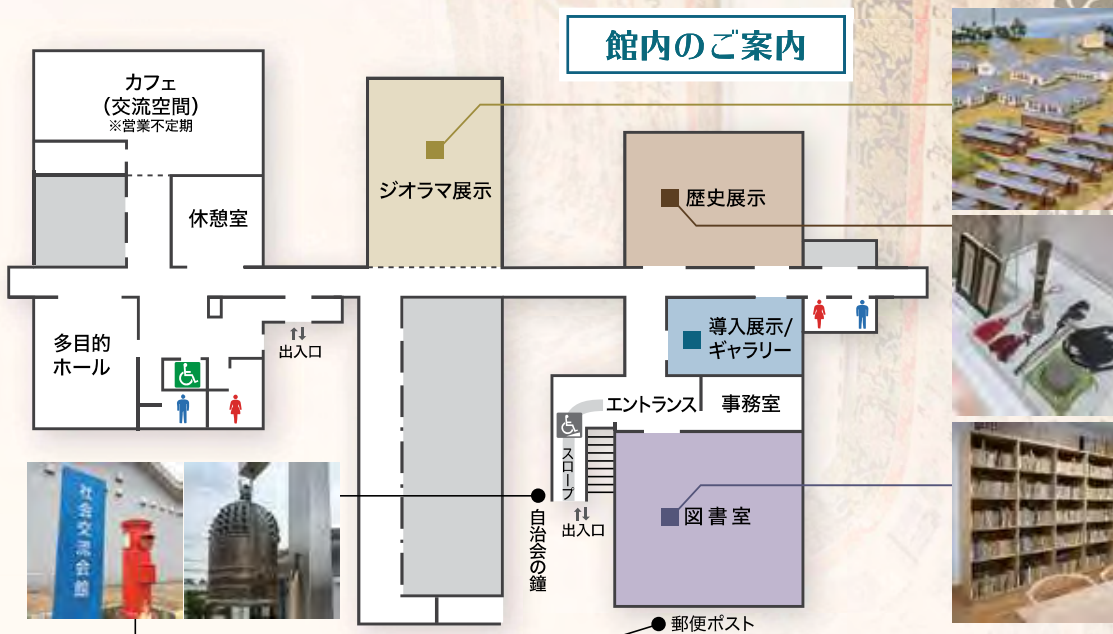 館内のご案内
カフェ
（交流空間）
※営業不定期
休憩室
ジオラマ展示
歴史展示
多目的
ホール
出入口
導入展示/
ギャラリー
エントランス
事務室
スロープ
出入口
図書室
自治会の鐘
郵便ポスト
社会交流会館